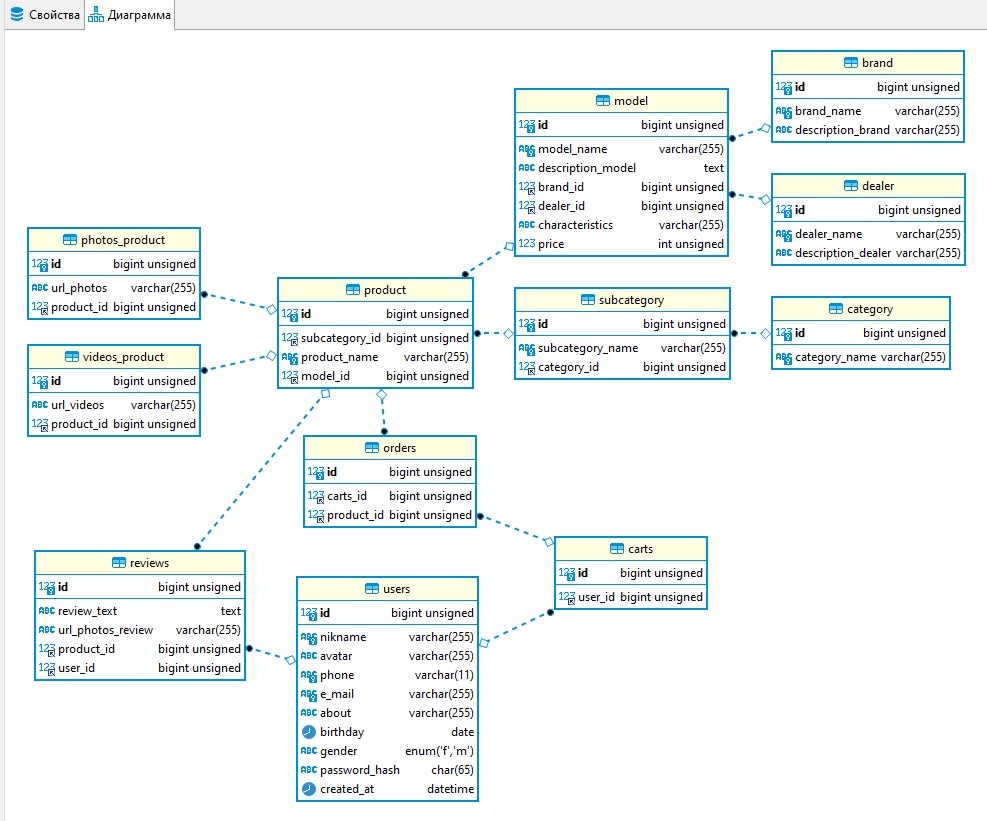 Свойства Диаграмма
brand
id bigint unsigned
brand_name varchar(255)
description_brand varchar(255)
model
id bigint unsigned
model_name varchar(255)
description_model text
brand_id bigint unsigned
dealer_id bigint unsigned
characteristics varchar(255)
price int unsigned
dealer
id bigint unsigned
dealer_name varchar(255)
description_dealer varchar(255)
photos_product
id bigint unsigned
url_photos varchar(255)
product_id bigint unsigned
product
id bigint unsigned
subcategory_id bigint unsigned
product_name varchar(255)
model_id bigint unsigned
subcategory
id bigint unsigned
subcategory_name varchar(255)
category_id bigint unsigned
category
id bigint unsigned
category_name varchar(255)
videos_product
id bigint unsigned
url_videos varchar(255)
product_id bigint unsigned
orders
id bigint unsigned
carts_id bigint unsigned
product_id bigint unsigned
carts
id bigint unsigned
user_id bigint unsigned
reviews
id bigint unsigned
review_text text
url_photos_review varchar(255)
product_id bigint unsigned
user_id bigint unsigned
users
id bigint unsigned
nikname varchar(255)
avatar varchar(255)
phone varchar(11)
e_mail varchar(255)
about varchar(255)
birthday date
gender enum('f','m')
password_hash char(65)
created_at datetime